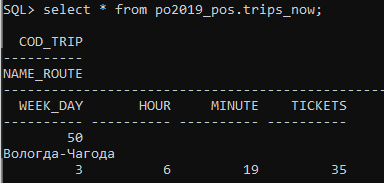 SQL> select * from po2019_pos.trips_now;
COD_TRIP
----------
NAME_ROUTE
--------------------------------------------------------------------------------
WEEK_DAY       HOUR     MINUTE    TICKETS
---------- ---------- ---------- ----------
50
Вологда-Чагода
3          6         19         35